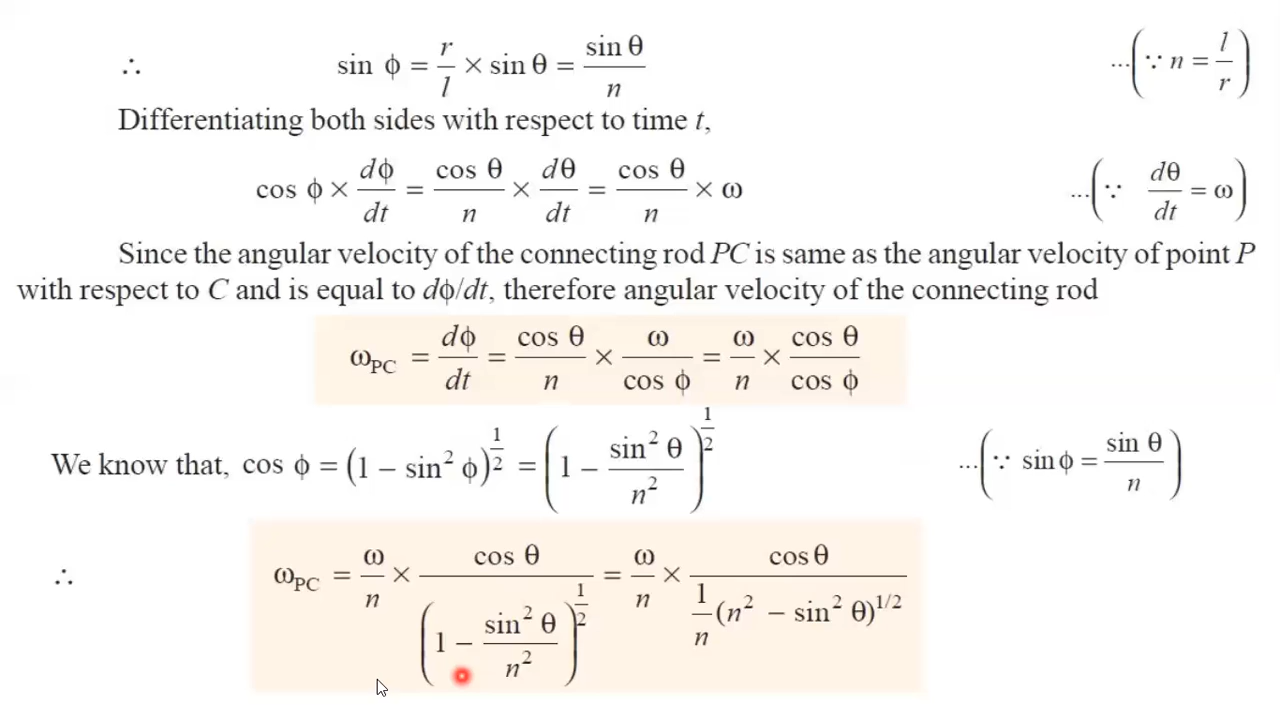 ∴ sin ϕ = r/l × sin θ = sin θ/n ...(∵ n = l/r)
Differentiating both sides with respect to time t,
cos ϕ × dϕ/dt = cos θ/n × dθ/dt = cos θ/n × ω ...(∵ dθ/dt = ω)
Since the angular velocity of the connecting rod PC is same as the angular velocity of point P
with respect to C and is equal to dϕ/dt, therefore angular velocity of the connecting rod
ω_PC = dϕ/dt = cos θ/n × ω/cos ϕ = ω/n × cos θ/cos ϕ
We know that, cos ϕ = (1 − sin² ϕ)^(1/2) = (1 − sin² θ/n²)^(1/2) ...(∵ sin ϕ = sin θ/n)
∴ ω_PC = ω/n × cos θ/(1 − sin² θ/n²)^(1/2) = ω/n × cos θ/(1/n (n² − sin² θ)^1/2)